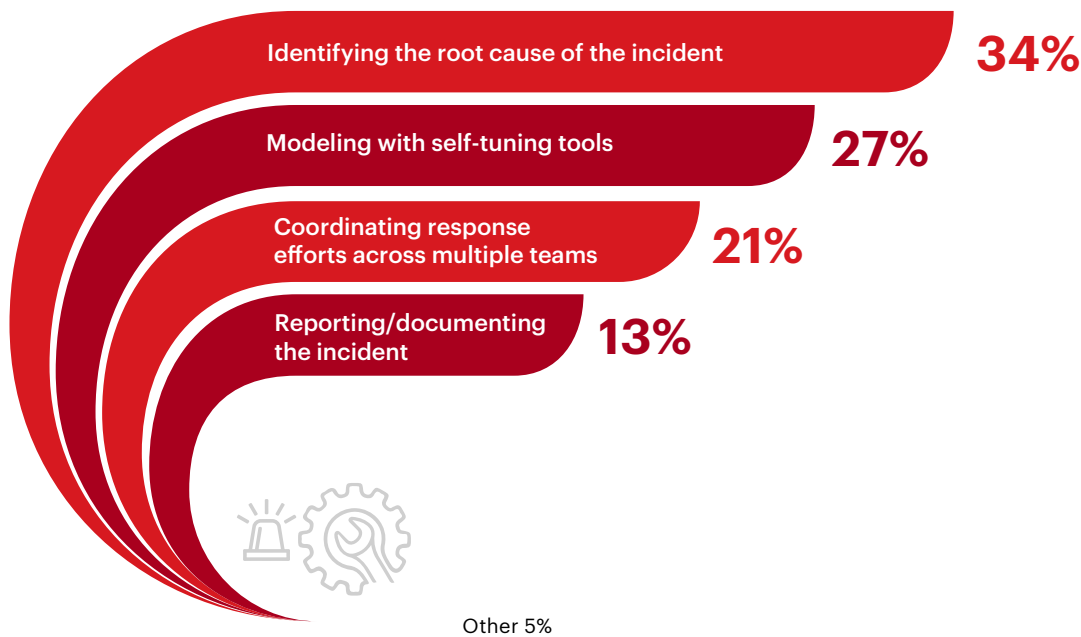 Identifying the root cause of the incident
34%
Modeling with self-tuning tools
27%
Coordinating response
efforts across multiple teams
21%
Reporting/documenting
the incident
13%
Other 5%